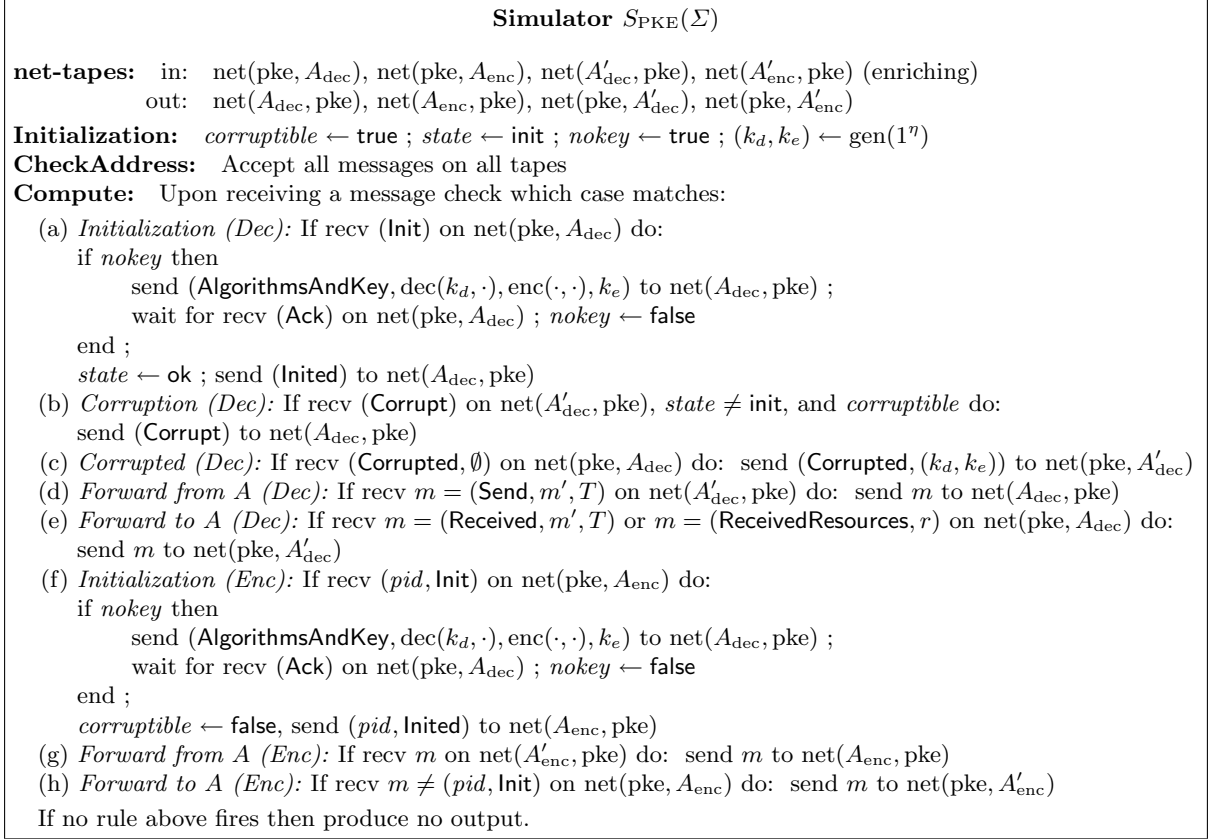 Simulator S_PKE(Σ)
net-tapes: in: net(pke, A_dec), net(pke, A_enc), net(A′_dec, pke), net(A′_enc, pke) (enriching)
out: net(A_dec, pke), net(A_enc, pke), net(pke, A′_dec), net(pke, A′_enc)
Initialization: corruptible ← true ; state ← init ; nokey ← true ; (k_d, k_e) ← gen(1^η)
CheckAddress: Accept all messages on all tapes
Compute: Upon receiving a message check which case matches:
(a) Initialization (Dec): If recv (Init) on net(pke, A_dec) do:
if nokey then
send (AlgorithmsAndKey, dec(k_d, ·), enc(·, ·), k_e) to net(A_dec, pke) ;
wait for recv (Ack) on net(pke, A_dec) ; nokey ← false
end ;
state ← ok ; send (Inited) to net(A_dec, pke)
(b) Corruption (Dec): If recv (Corrupt) on net(A′_dec, pke), state ≠ init, and corruptible do:
send (Corrupt) to net(A_dec, pke)
(c) Corrupted (Dec): If recv (Corrupted, ∅) on net(pke, A_dec) do: send (Corrupted, (k_d, k_e)) to net(pke, A′_dec)
(d) Forward from A (Dec): If recv m = (Send, m′, T) on net(A′_dec, pke) do: send m to net(A_dec, pke)
(e) Forward to A (Dec): If recv m = (Received, m′, T) or m = (ReceivedResources, r) on net(pke, A_dec) do:
send m to net(pke, A′_dec)
(f) Initialization (Enc): If recv (pid, Init) on net(pke, A_enc) do:
if nokey then
send (AlgorithmsAndKey, dec(k_d, ·), enc(·, ·), k_e) to net(A_dec, pke) ;
wait for recv (Ack) on net(pke, A_dec) ; nokey ← false
end ;
corruptible ← false, send (pid, Inited) to net(A_enc, pke)
(g) Forward from A (Enc): If recv m on net(A′_enc, pke) do: send m to net(A_enc, pke)
(h) Forward to A (Enc): If recv m ≠ (pid, Init) on net(pke, A_enc) do: send m to net(pke, A′_enc)
If no rule above fires then produce no output.